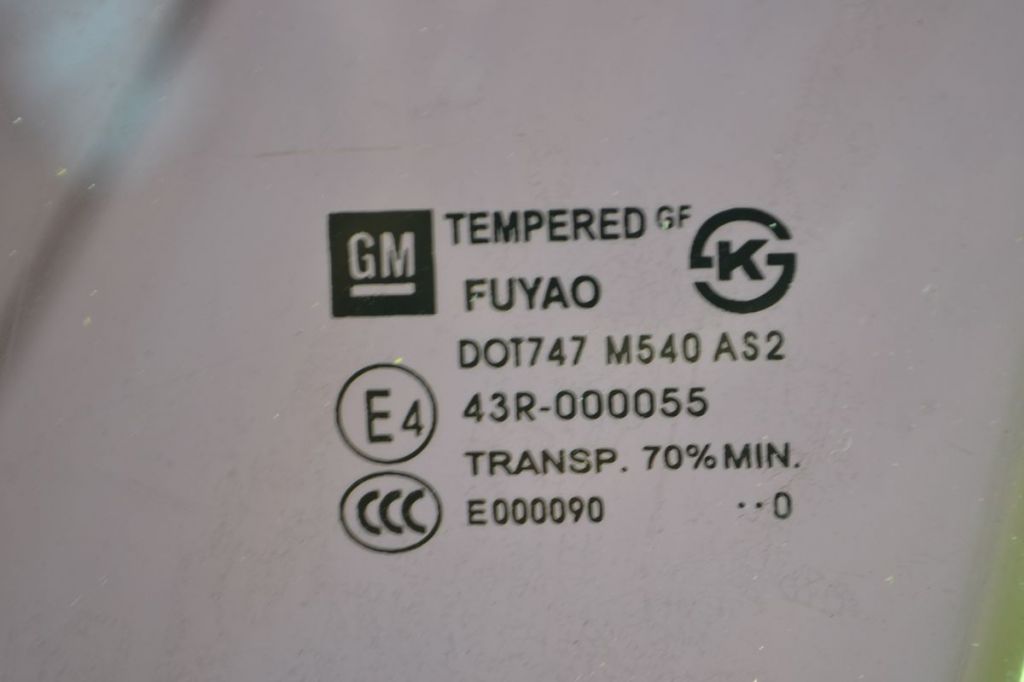 GM TEMPERED GF K
FUYAO
DOT747 M540 AS2
E4 43R-000055
TRANSP. 70% MIN.
CCC E000090 ··0